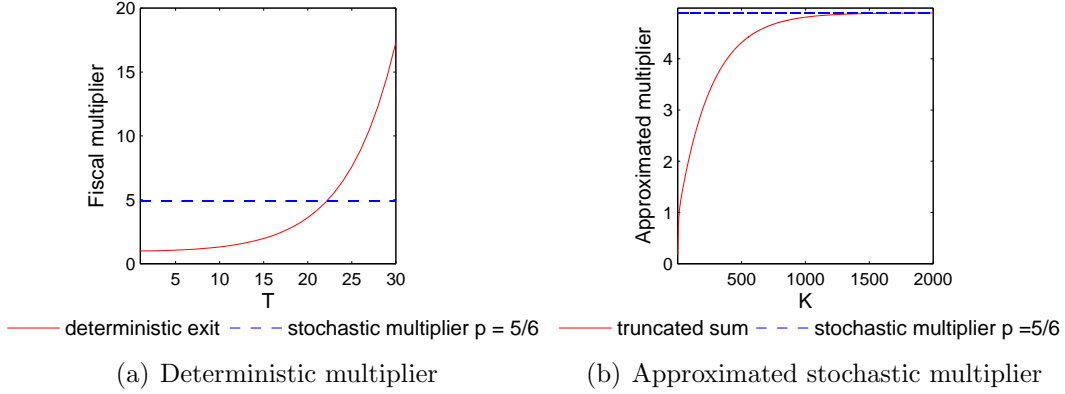 20
15
10
5
0
Fiscal multiplier
5 10 15 20 25 30
T
deterministic exit stochastic multiplier p = 5/6
(a) Deterministic multiplier
4
3
2
1
0
Approximated multiplier
500 1000 1500 2000
K
truncated sum stochastic multiplier p =5/6
(b) Approximated stochastic multiplier